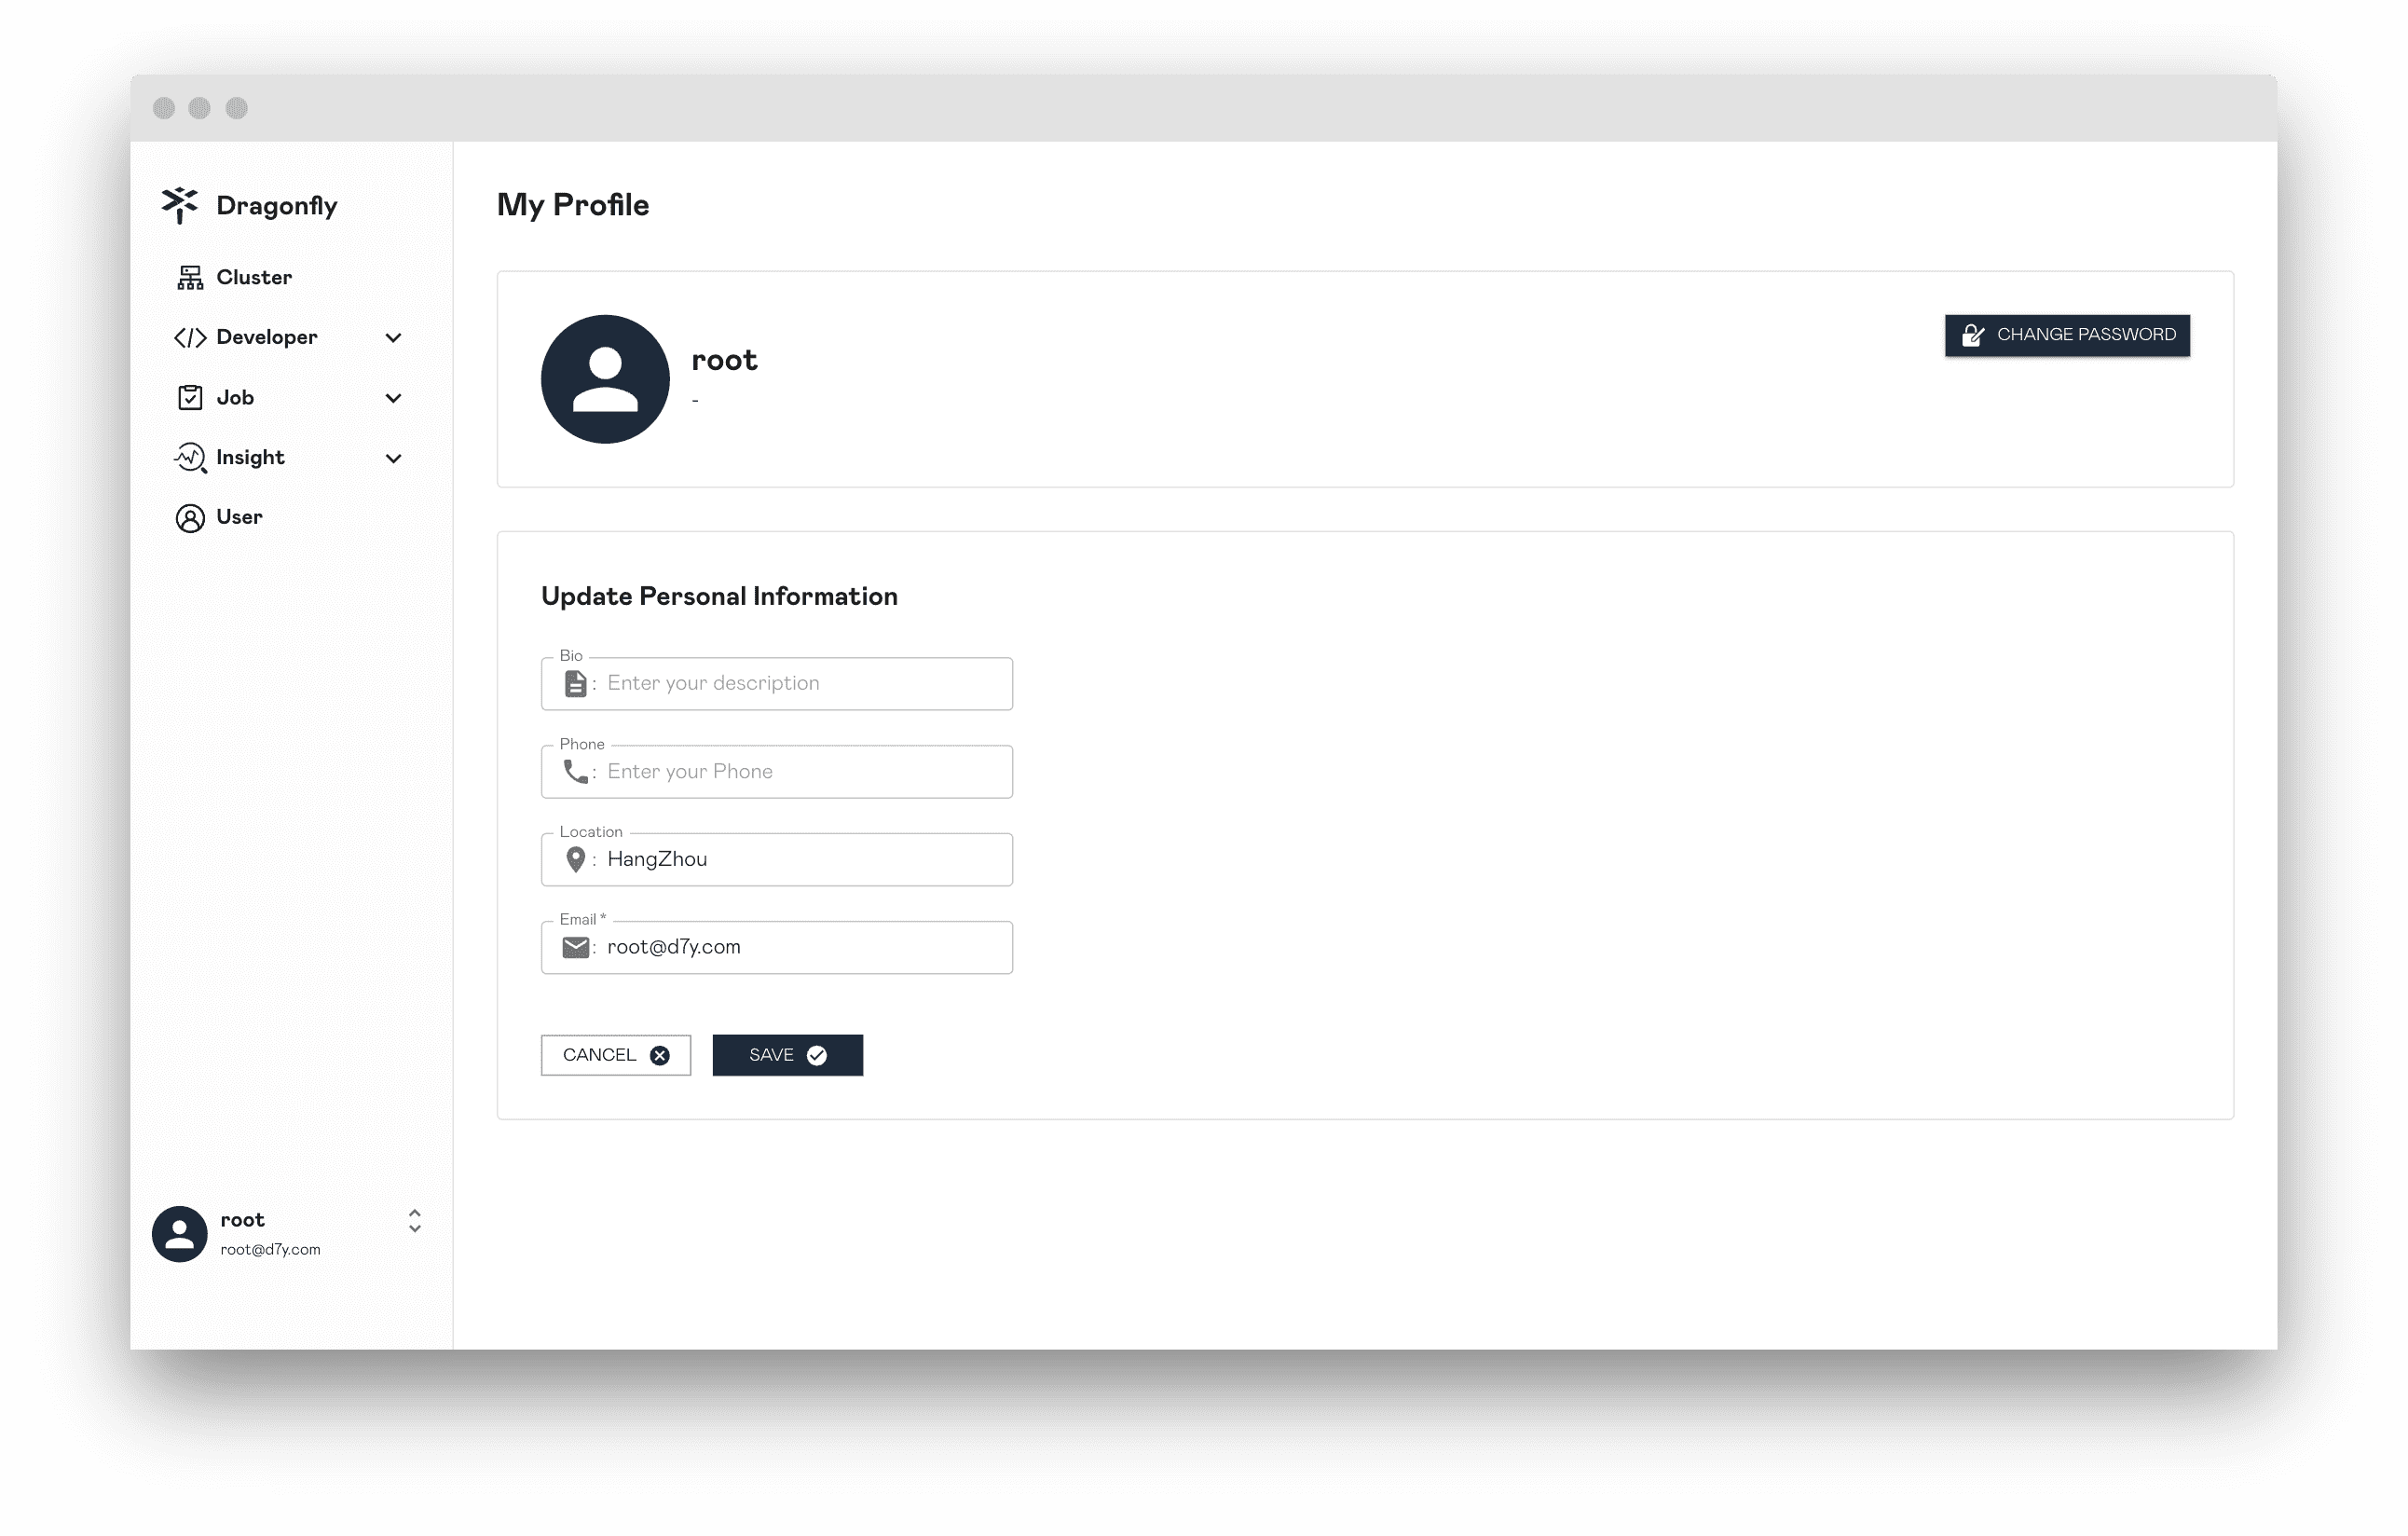 Dragonfly
Cluster
Developer
Job
Insight
User
root
root@d7y.com
My Profile
root
-
CHANGE PASSWORD
Update Personal Information
Bio
: Enter your description
Phone
: Enter your Phone
Location
: HangZhou
Email *
: root@d7y.com
CANCEL
SAVE